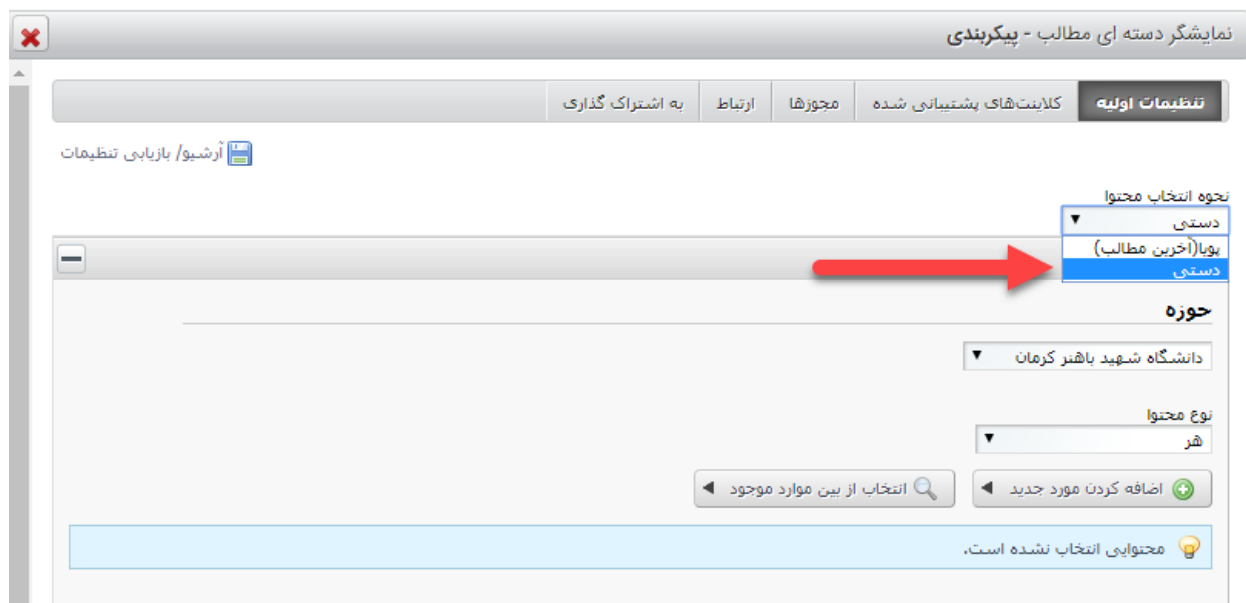 نمایشگر دسته ای مطالب - پیکربندی
تنظیمات اولیه کلاینت‌های پشتیبانی شده مجوزها ارتباط به اشتراک گذاری
آرشیو/ بازیابی تنظیمات
نحوه انتخاب محتوا
دستی
پویا(آخرین مطالب)
دستی
حوزه
دانشگاه شهید باهنر کرمان
نوع محتوا
هر
اضافه کردن مورد جدید انتخاب از بین موارد موجود
محتوایی انتخاب نشده است.